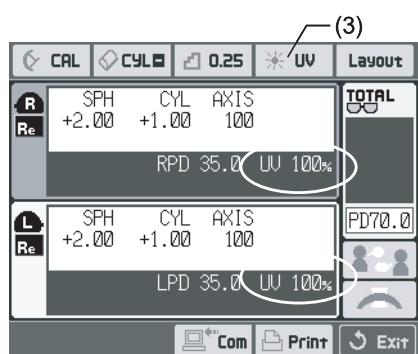 (3)
CAL CYL 0.25 UV Layout
R SPH CYL AXIS TOTAL
Re +2.00 +1.00 100
RPD 35.0 UV 100%
L SPH CYL AXIS PD70.0
Re +2.00 +1.00 100
LPD 35.0 UV 100%
Com Print Exit